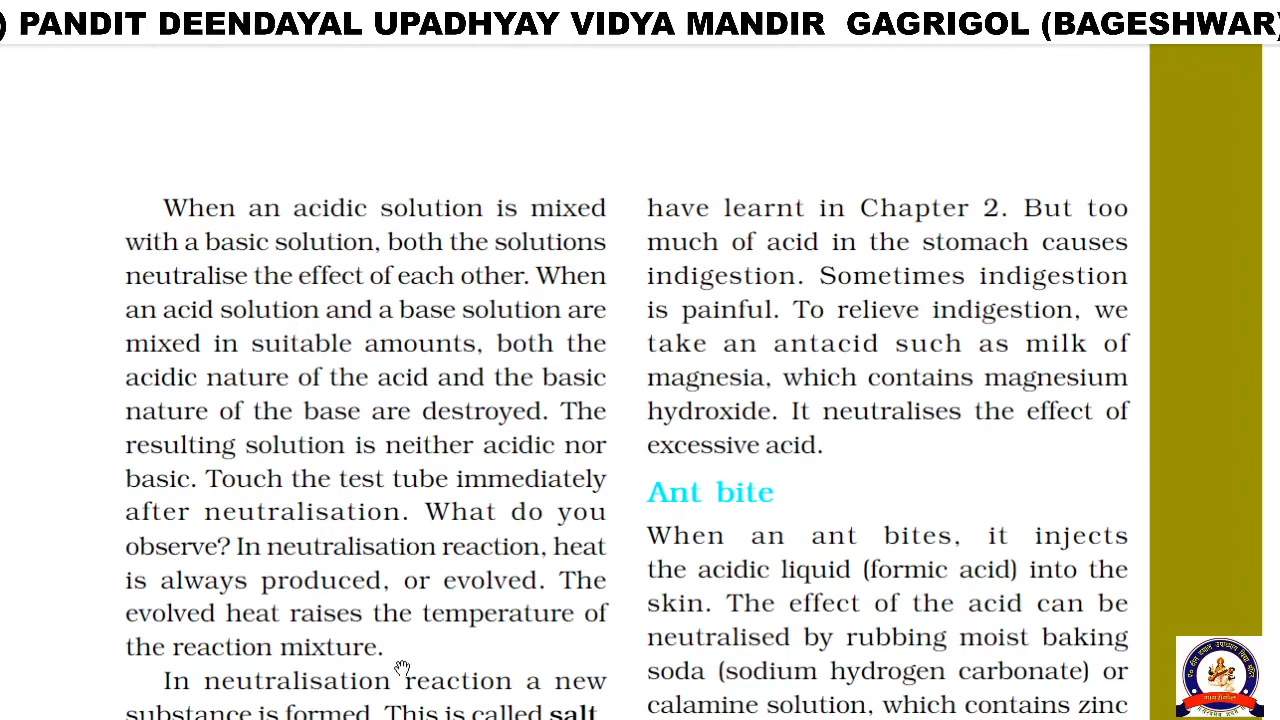 ) PANDIT DEENDAYAL UPADHYAY VIDYA MANDIR GAGRIGOL (BAGESHWAR)
When an acidic solution is mixed
with a basic solution, both the solutions
neutralise the effect of each other. When
an acid solution and a base solution are
mixed in suitable amounts, both the
acidic nature of the acid and the basic
nature of the base are destroyed. The
resulting solution is neither acidic nor
basic. Touch the test tube immediately
after neutralisation. What do you
observe? In neutralisation reaction, heat
is always produced, or evolved. The
evolved heat raises the temperature of
the reaction mixture.
In neutralisation reaction a new
substance is formed. This is called salt.
have learnt in Chapter 2. But too
much of acid in the stomach causes
indigestion. Sometimes indigestion
is painful. To relieve indigestion, we
take an antacid such as milk of
magnesia, which contains magnesium
hydroxide. It neutralises the effect of
excessive acid.
Ant bite
When an ant bites, it injects
the acidic liquid (formic acid) into the
skin. The effect of the acid can be
neutralised by rubbing moist baking
soda (sodium hydrogen carbonate) or
calamine solution, which contains zinc